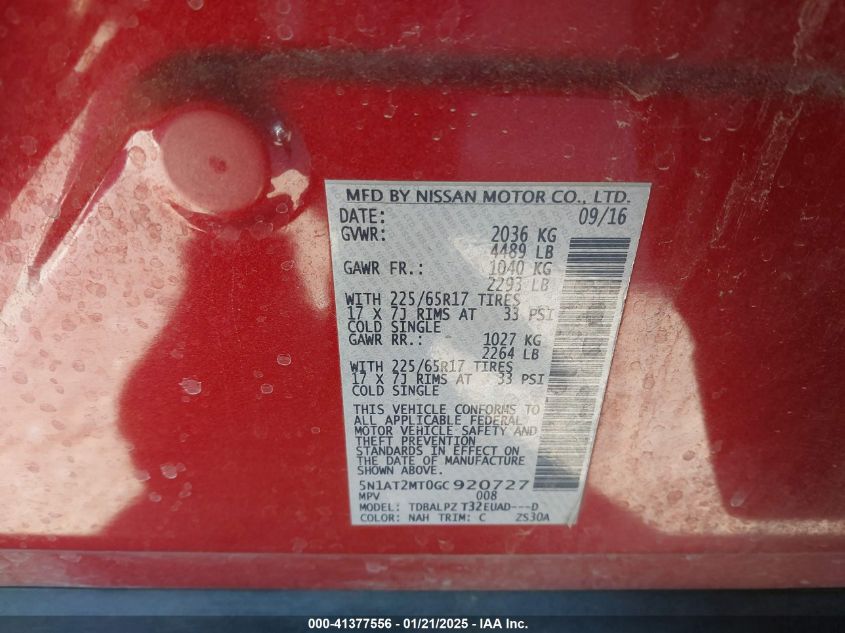 MFD BY NISSAN MOTOR CO., LTD.
DATE: 09/16
GVWR: 2036 KG
4489 LB
GAWR FR.: 1040 KG
2293 LB
WITH 225/65R17 TIRES
17 X 7J RIMS AT 33 PSI
COLD SINGLE
GAWR RR.: 1027 KG
2264 LB
WITH 225/65R17 TIRES
17 X 7J RIMS AT 33 PSI
COLD SINGLE
THIS VEHICLE CONFORMS TO
ALL APPLICABLE FEDERAL
MOTOR VEHICLE SAFETY AND
THEFT PREVENTION
STANDARDS IN EFFECT ON
THE DATE OF MANUFACTURE
SHOWN ABOVE.
5N1AT2MT0GC920727
MPV 008
MODEL: TDBALPZ T32EUAD---D
COLOR: NAH TRIM: C ZS30A
000-41377556 — 01/21/2025 - IAA Inc.